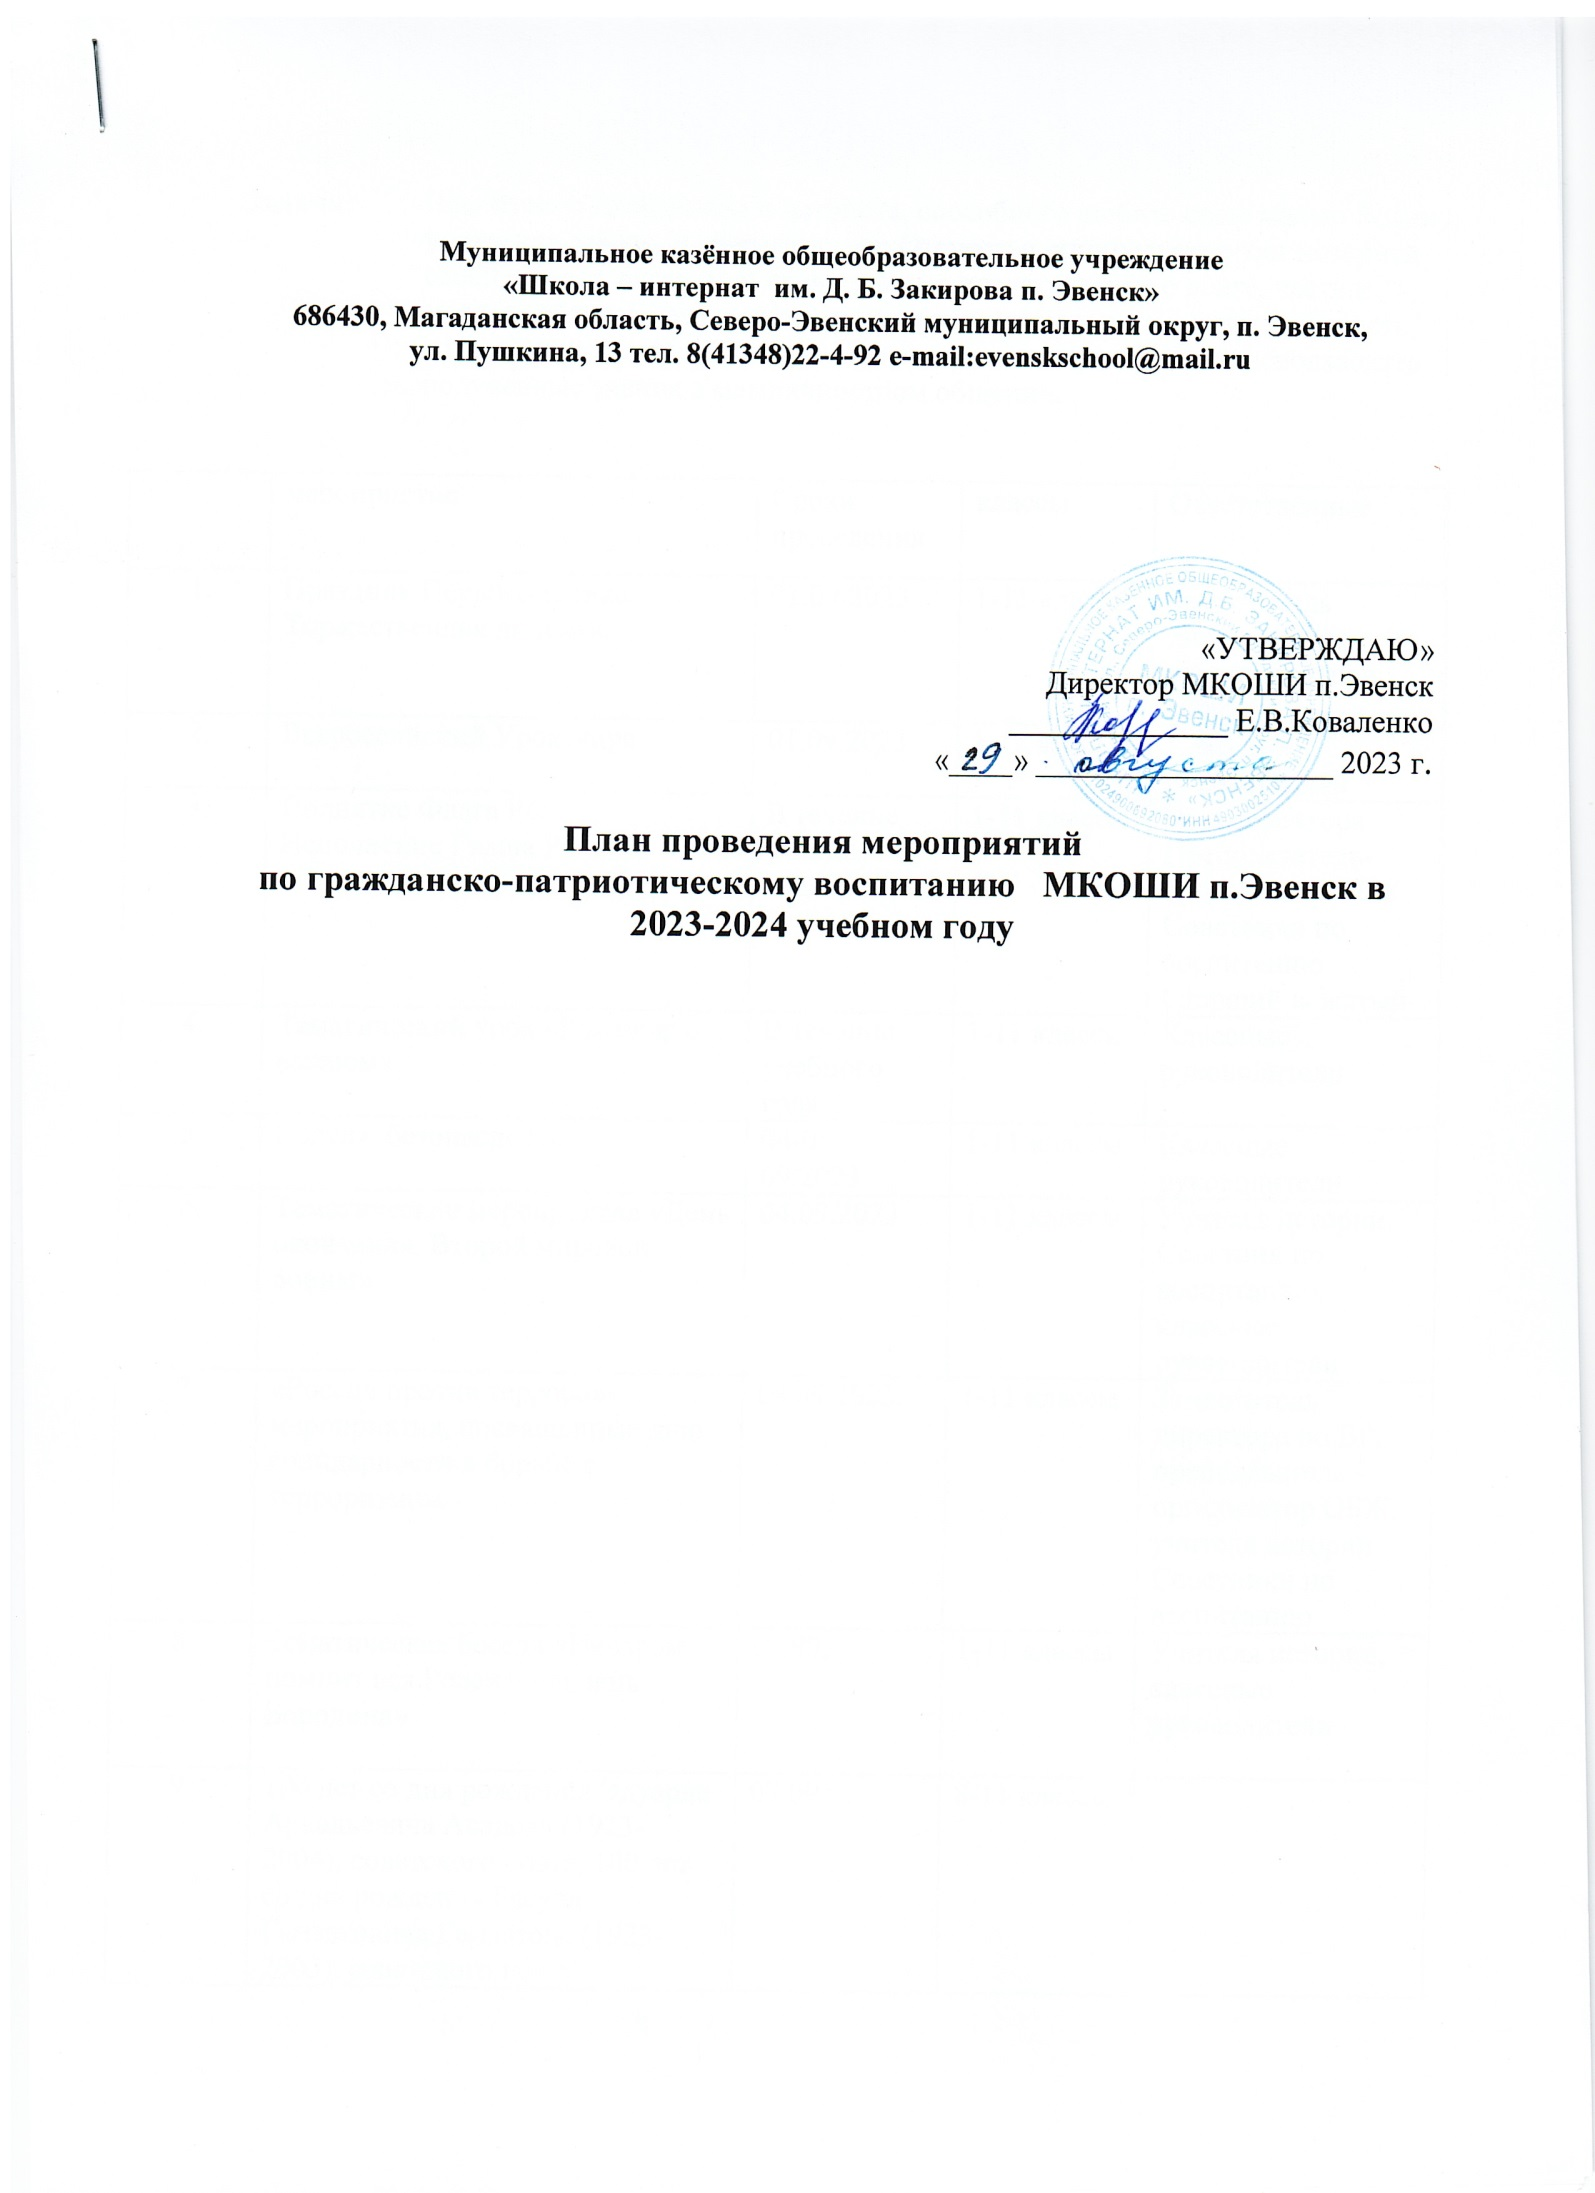 Муниципальное казённое общеобразовательное учреждение
«Школа – интернат им. Д. Б. Закирова п. Эвенск»
686430, Магаданская область, Северо-Эвенский муниципальный округ, п. Эвенск,
ул. Пушкина, 13 тел. 8(41348)22-4-92 e-mail:evenskschool@mail.ru
«УТВЕРЖДАЮ»
Директор МКОШИ п.Эвенск
Е.В.Коваленко
«29» августа 2023 г.
План проведения мероприятий
по гражданско-патриотическому воспитанию МКОШИ п.Эвенск в
2023-2024 учебном году